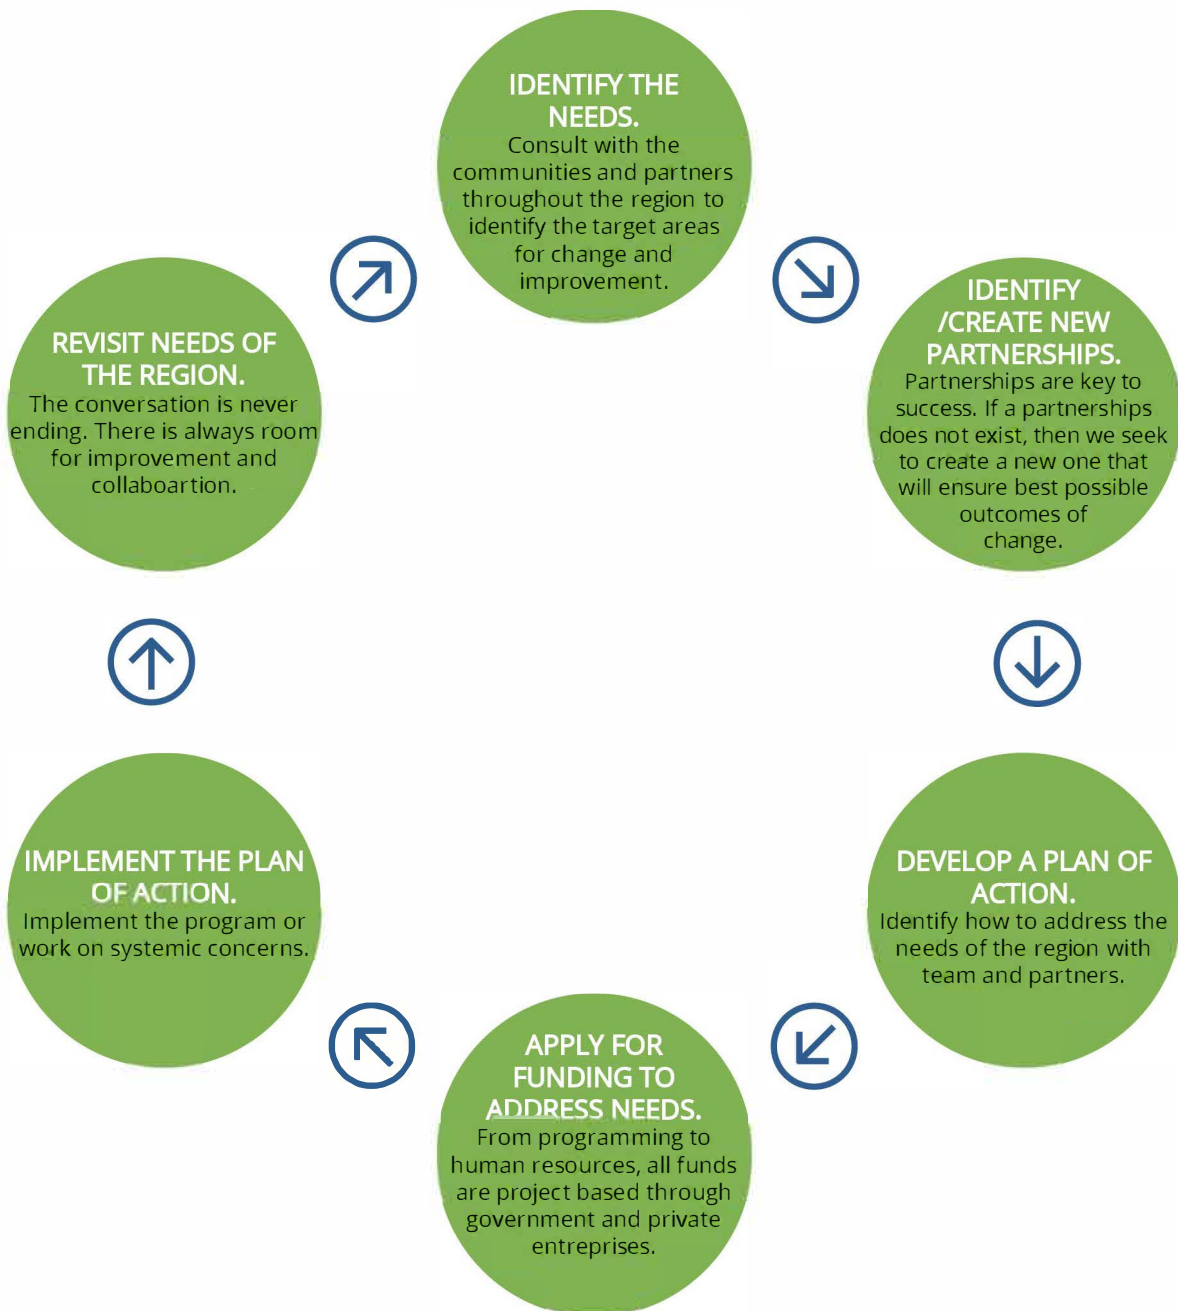 IDENTIFY THE
NEEDS.
Consult with the
communities and partners
throughout the region to
identify the target areas
for change and
improvement.
IDENTIFY
/CREATE NEW
PARTNERSHIPS.
Partnerships are key to
success. If a partnerships
does not exist, then we seek
to create a new one that
will ensure best possible
outcomes of
change.
DEVELOP A PLAN OF
ACTION.
Identify how to address the
needs of the region with
team and partners.
APPLY FOR
FUNDING TO
ADDRESS NEEDS.
From programming to
human resources, all funds
are project based through
government and private
entreprises.
IMPLEMENT THE PLAN
OF ACTION.
Implement the program or
work on systemic concerns.
REVISIT NEEDS OF
THE REGION.
The conversation is never
ending. There is always room
for improvement and
collaboartion.